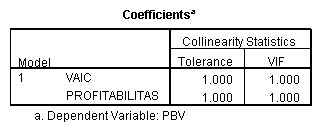 Coefficientsa
Collinearity Statistics
Model Tolerance VIF
1 VAIC 1.000 1.000
PROFITABILITAS 1.000 1.000
a. Dependent Variable: PBV